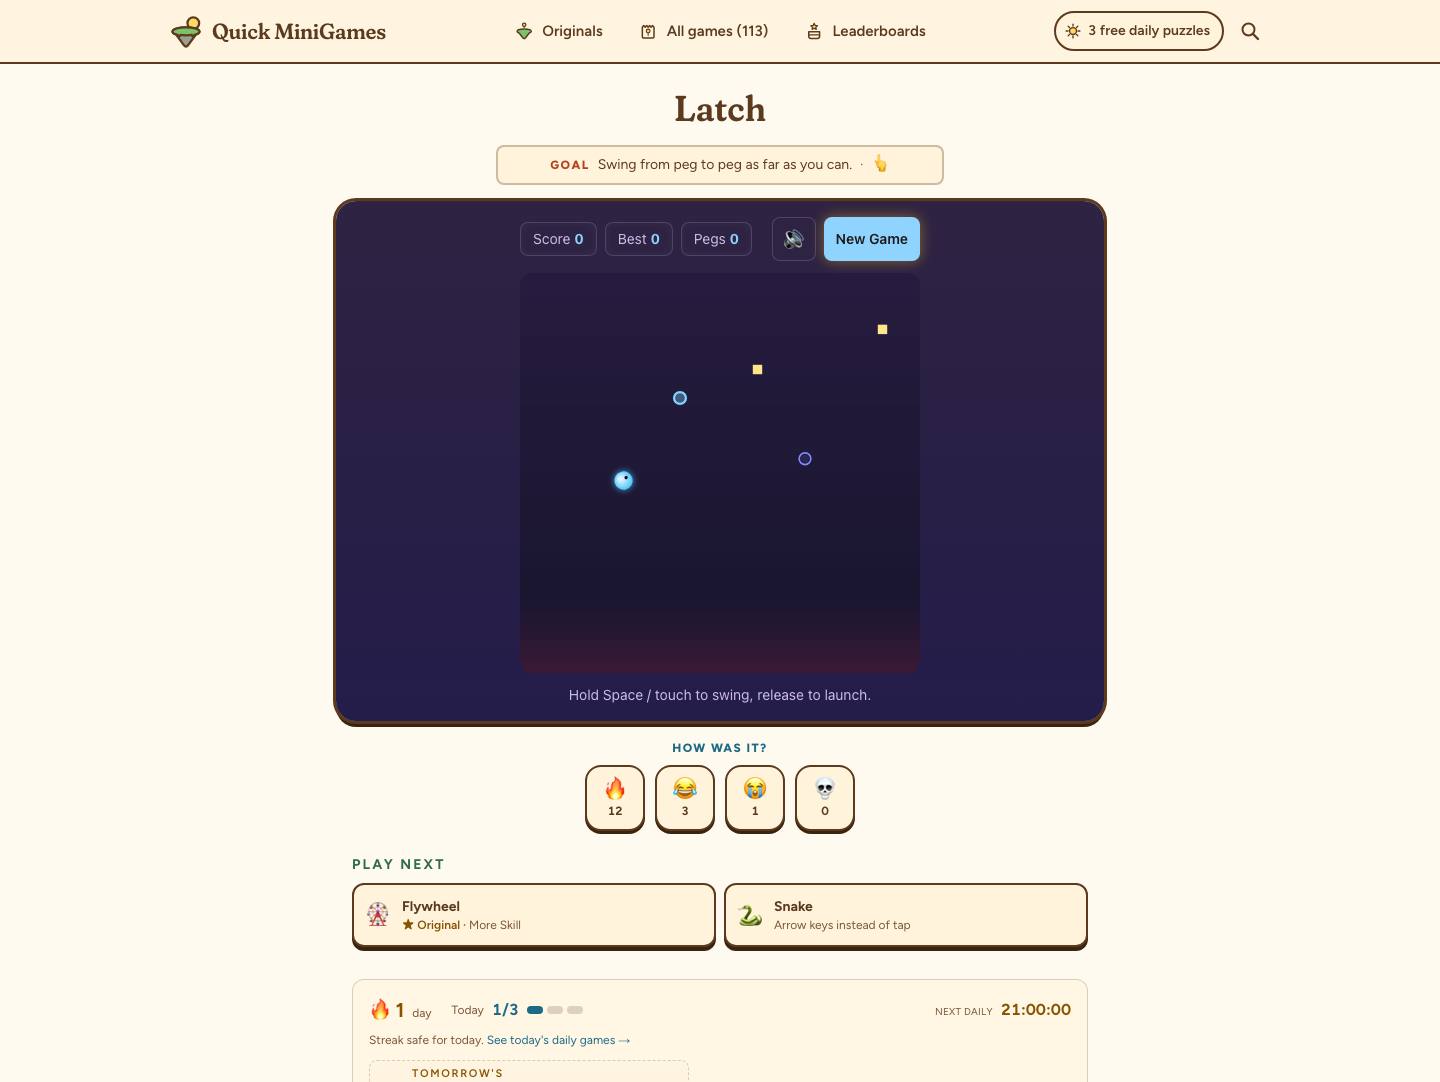 Quick MiniGames
Originals
All games (113)
Leaderboards
3 free daily puzzles
Latch
GOAL Swing from peg to peg as far as you can. ·
Score 0
Best 0
Pegs 0
New Game
Hold Space / touch to swing, release to launch.
HOW WAS IT?
12
3
1
0
PLAY NEXT
Flywheel
Original · More Skill
Snake
Arrow keys instead of tap
1 day
Today 1/3
NEXT DAILY 21:00:00
Streak safe for today. See today's daily games →
TOMORROW'S